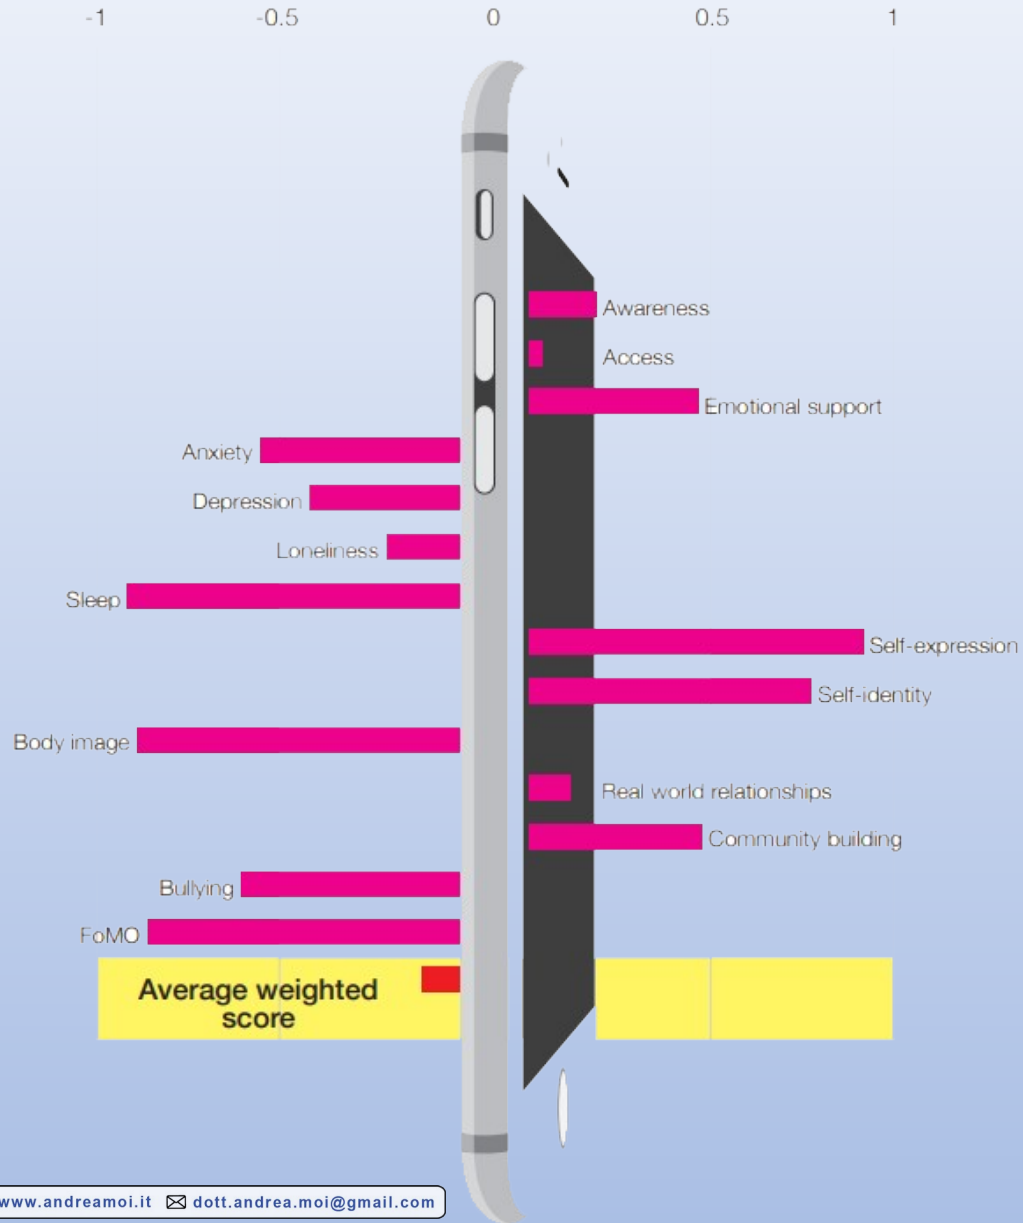 -1 -0.5 0 0.5 1
Awareness
Access
Emotional support
Anxiety
Depression
Loneliness
Sleep
Self-expression
Self-identity
Body image
Real world relationships
Community building
Bullying
FoMO
Average weighted
score
www.andreamoi.it dott.andrea.moi@gmail.com